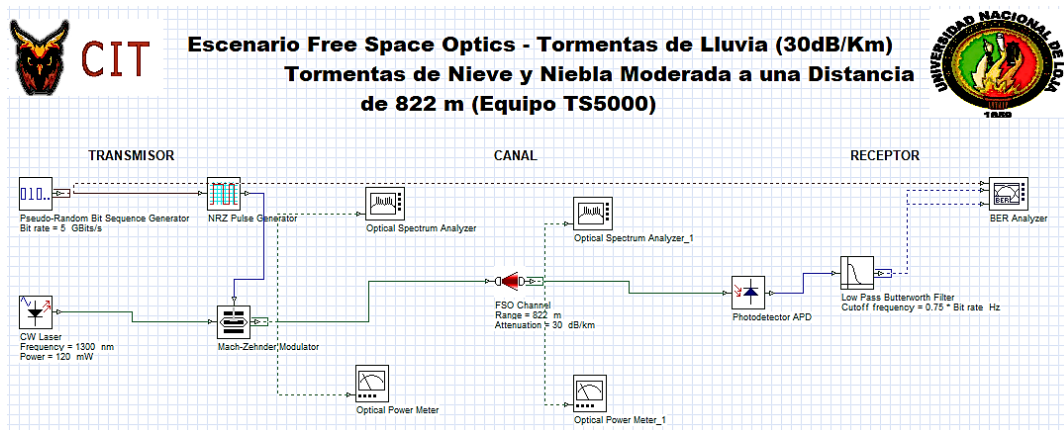 CIT
Escenario Free Space Optics - Tormentas de Lluvia (30dB/Km)
Tormentas de Nieve y Niebla Moderada a una Distancia
de 822 m (Equipo TS5000)
UNIVERSIDAD NACIONAL DE LOJA
1859
TRANSMISOR
CANAL
RECEPTOR
010...
Pseudo-Random Bit Sequence Generator
Bit rate = 5 GBits/s
NRZ Pulse Generator
Optical Spectrum Analyzer
Optical Spectrum Analyzer_1
BER
BER Analyzer
CW Laser
Frequency = 1300 nm
Power = 120 mW
Mach-Zehnder Modulator
FSO Channel
Range = 822 m
Attenuation = 30 dB/km
Photodetector APD
Low Pass Butterworth Filter
Cutoff frequency = 0.75 * Bit rate Hz
Optical Power Meter
Optical Power Meter_1